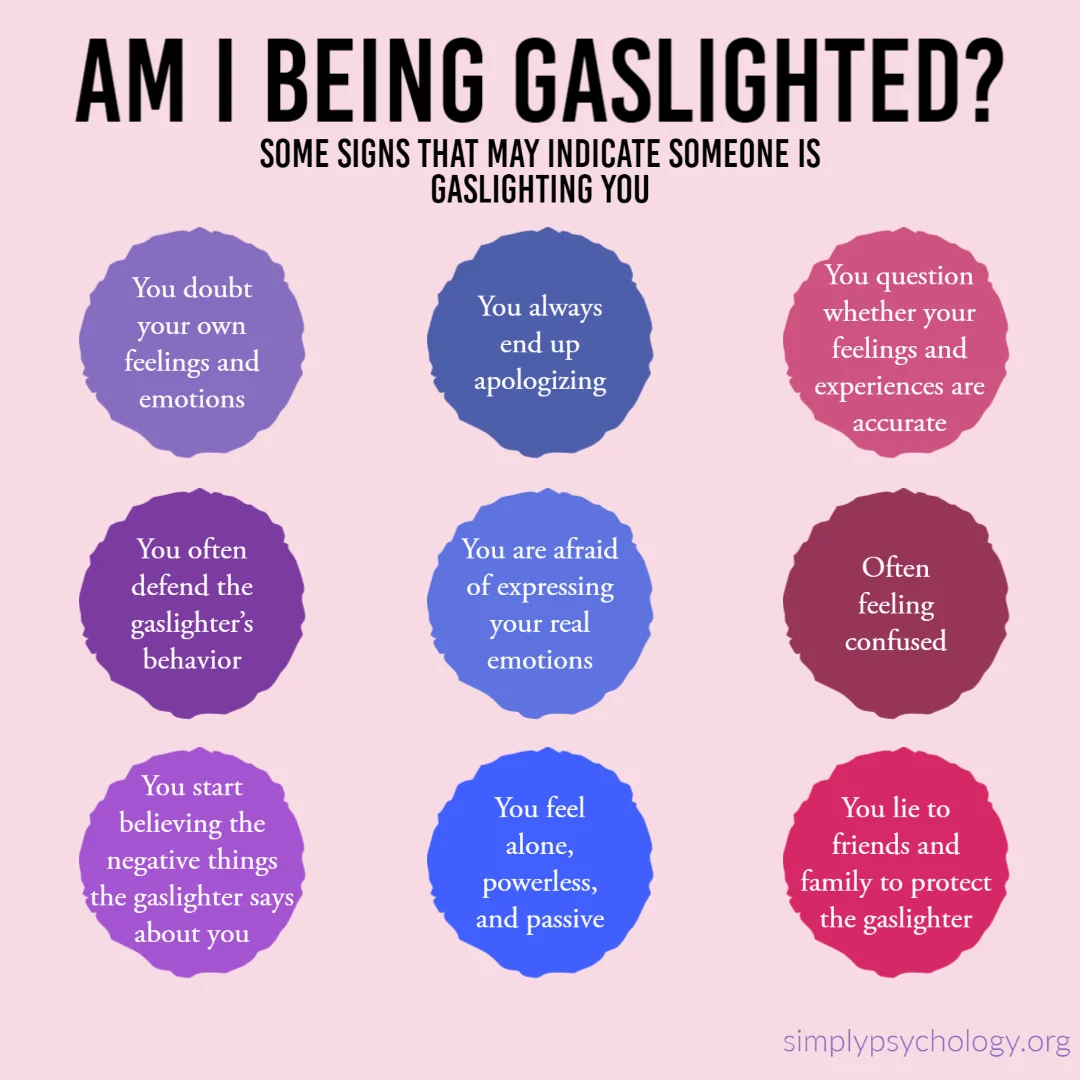 AM I BEING GASLIGHTED?
SOME SIGNS THAT MAY INDICATE SOMEONE IS
GASLIGHTING YOU
You doubt
your own
feelings and
emotions
You always
end up
apologizing
You question
whether your
feelings and
experiences are
accurate
You often
defend the
gaslighter’s
behavior
You are afraid
of expressing
your real
emotions
Often
feeling
confused
You start
believing the
negative things
the gaslighter says
about you
You feel
alone,
powerless,
and passive
You lie to
friends and
family to protect
the gaslighter
simplypsychology.org